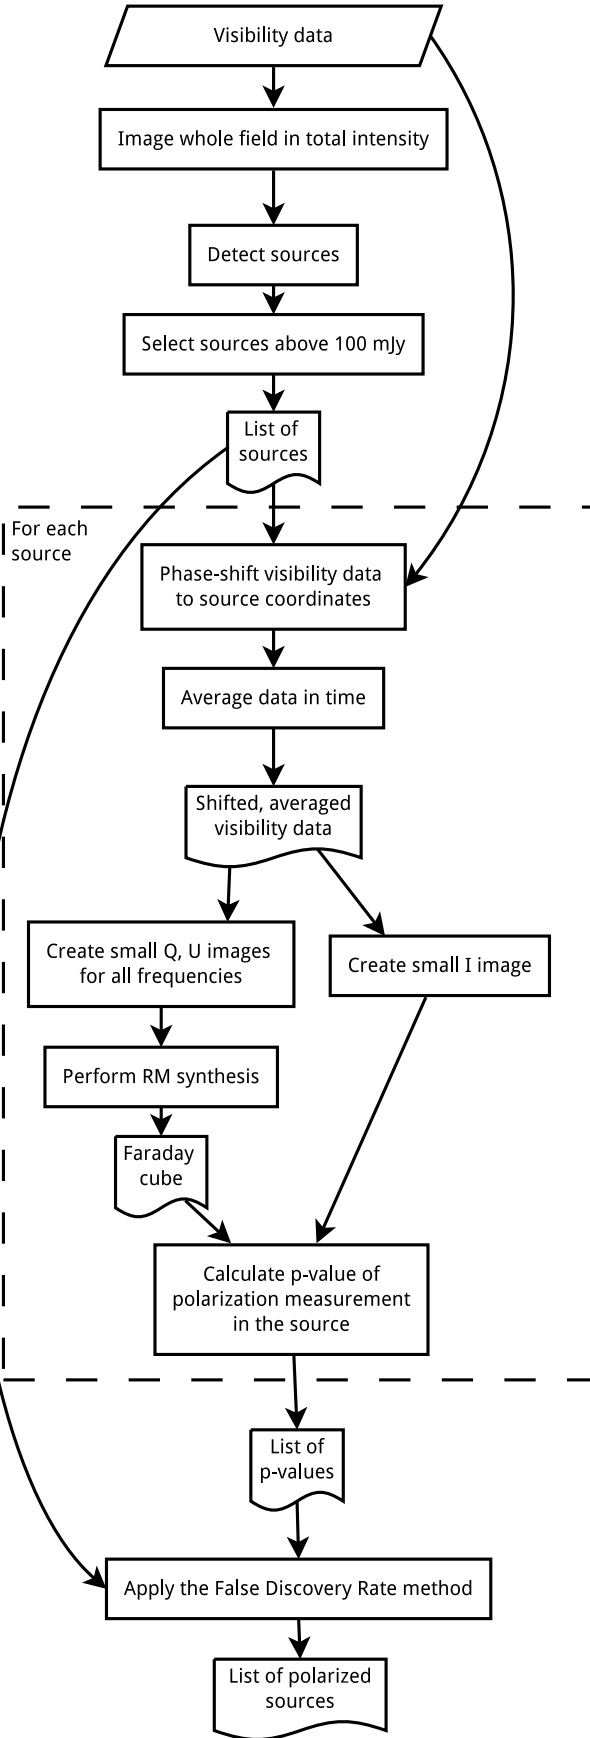 Visibility data
Image whole field in total intensity
Detect sources
Select sources above 100 mJy
List of
sources
For each
source
Phase-shift visibility data
to source coordinates
Average data in time
Shifted, averaged
visibility data
Create small Q, U images
for all frequencies
Create small I image
Perform RM synthesis
Faraday
cube
Calculate p-value of
polarization measurement
in the source
List of
p-values
Apply the False Discovery Rate method
List of polarized
sources